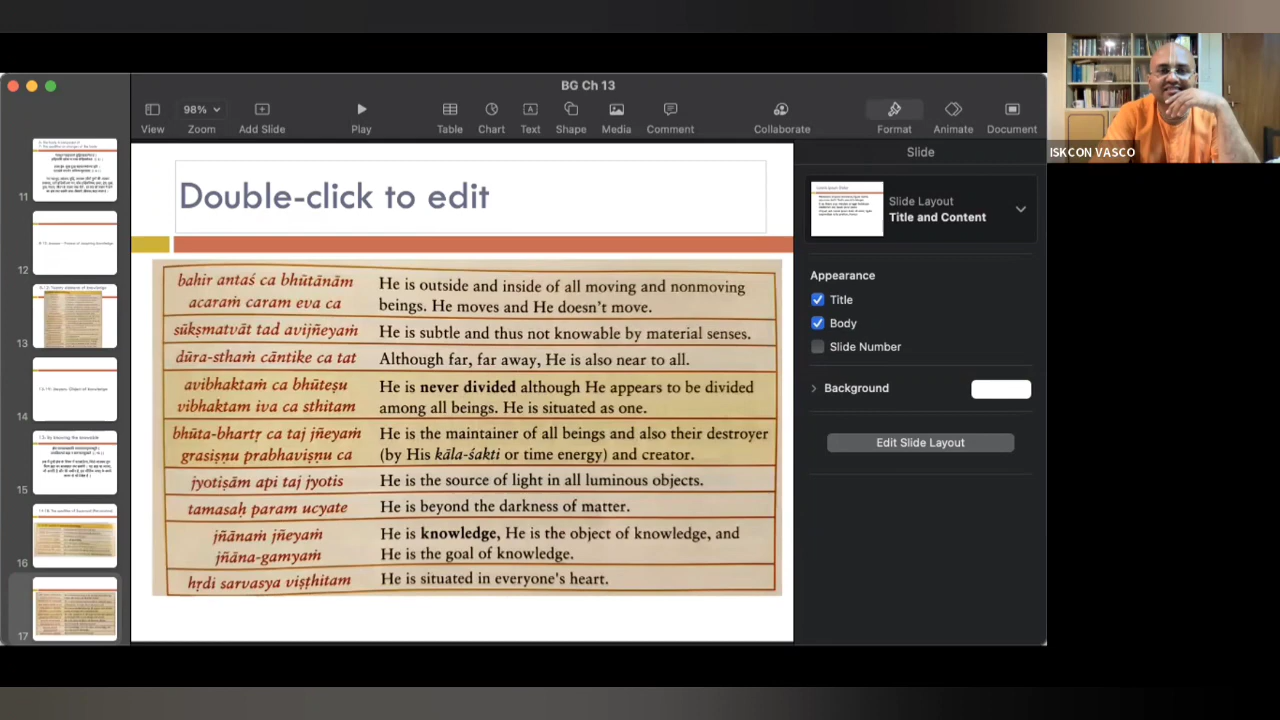 BG Ch 13
98%
View
Zoom
Add Slide
Play
Table
Chart
Text
Shape
Media
Comment
Collaborate
Format
Animate
Document
ISKCON VASCO
11
12
13
14
15
16
17
Double-click to edit
bahir antaś ca bhūtānām
acaraṁ caram eva ca
He is outside and inside of all moving and nonmoving
beings. He moves and He doesn't move.
sūkṣmatvāt tad avijñeyaṁ
He is subtle and thus not knowable by material senses.
dūra-sthaṁ cāntike ca tat
Although far, far away, He is also near to all.
avibhaktaṁ ca bhūteṣu
vibhaktam iva ca sthitam
He is never divided although He appears to be divided
among all beings. He is situated as one.
bhūta-bhartṛ ca taj jñeyaṁ
grasiṣṇu prabhaviṣṇu ca
He is the maintainer of all beings and also their destroyer
(by His kāla-śakti or time energy) and creator.
jyotiṣām api taj jyotis
He is the source of light in all luminous objects.
tamasaḥ param ucyate
He is beyond the darkness of matter.
jñānaṁ jñeyaṁ
jñāna-gamyaṁ
He is knowledge, He is the object of knowledge, and
He is the goal of knowledge.
hṛdi sarvasya viṣṭhitam
He is situated in everyone's heart.
Slide
Slide Layout
Title and Content
Appearance
Title
Body
Slide Number
Background
Edit Slide Layout